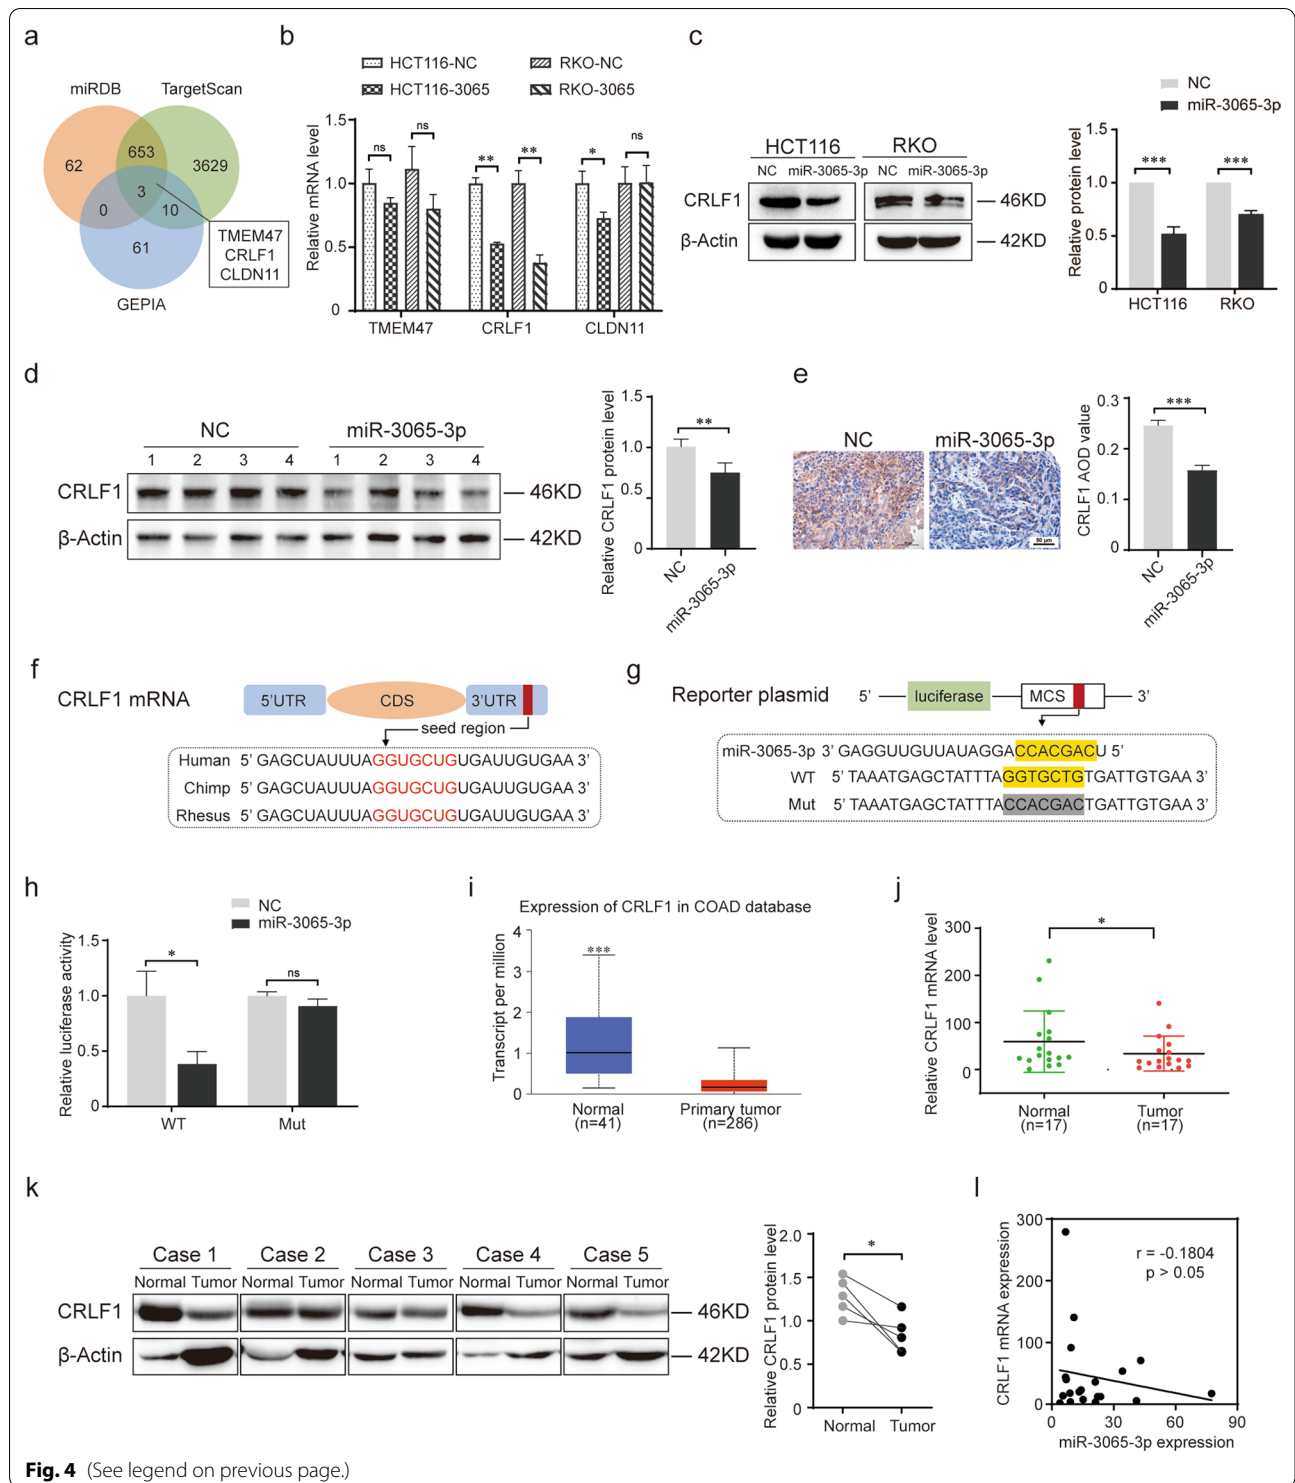 a
miRDB TargetScan
62 653 3629
3
0 10
61
TMEM47
CRLF1
CLDN11
GEPIA
b
HCT116-NC RKO-NC
HCT116-3065 RKO-3065
Relative mRNA level
1.5
1.0
0.5
0
ns ns ** ** * ns
TMEM47 CRLF1 CLDN11
c
HCT116 RKO
NC miR-3065-3p NC miR-3065-3p
CRLF1 46KD
β-Actin 42KD
NC
miR-3065-3p
Relative protein level
1.5
1.0
0.5
0
*** ***
HCT116 RKO
d
NC miR-3065-3p
1 2 3 4 1 2 3 4
CRLF1 46KD
β-Actin 42KD
Relative CRLF1 protein level
1.5
1.0
0.5
0
**
NC
miR-3065-3p
e
NC miR-3065-3p
50 μm
CRLF1 AOD value
0.3
0.2
0.1
0
***
NC
miR-3065-3p
f
CRLF1 mRNA 5'UTR CDS 3'UTR
seed region
Human 5' GAGCUAUUUAGGUGCUGUGAUUGUGAA 3'
Chimp 5' GAGCUAUUUAGGUGCUGUGAUUGUGAA 3'
Rhesus 5' GAGCUAUUUAGGUGCUGUGAUUGUGAA 3'
g
Reporter plasmid 5' luciferase MCS 3'
miR-3065-3p 3' GAGGUUGUUAUAGGACCACGACU 5'
WT 5' TAAATGAGCTATTTAGGTGCTGTGATTGTGAA 3'
Mut 5' TAAATGAGCTATTTACCACGACTGATTGTGAA 3'
h
NC
miR-3065-3p
Relative luciferase activity
1.5
1.0
0.5
0
* ns
WT Mut
i
Expression of CRLF1 in COAD database
Transcript per million
4
3
2
1
0
***
Normal Primary tumor
(n=41) (n=286)
j
Relative CRLF1 mRNA level
300
200
100
0
*
Normal Tumor
(n=17) (n=17)
k
Case 1 Case 2 Case 3 Case 4 Case 5
Normal Tumor Normal Tumor Normal Tumor Normal Tumor Normal Tumor
CRLF1 46KD
β-Actin 42KD
Relative CRLF1 protein level
2.0
1.5
1.0
0.5
0
*
Normal Tumor
l
CRLF1 mRNA expression
300
200
100
0
r = -0.1804
p > 0.05
0 30 60 90
miR-3065-3p expression
Fig. 4 (See legend on previous page.)